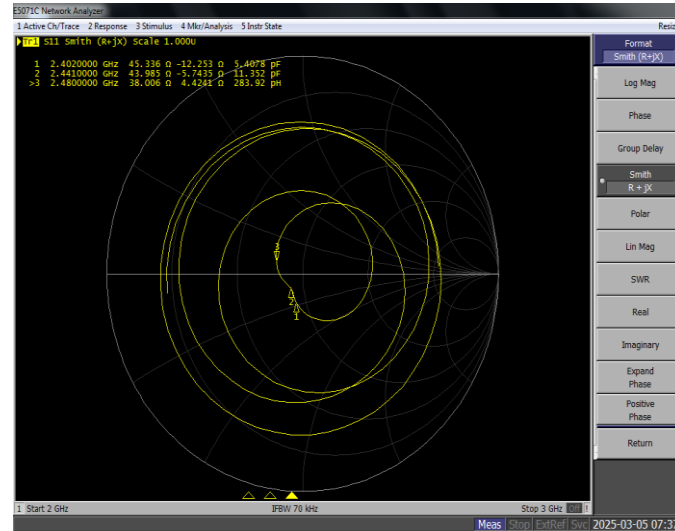 E5071C Network Analyzer
1 Active Ch/Trace 2 Response 3 Stimulus 4 Mkr/Analysis 5 Instr State
Tr1 S11 Smith (R+jX) Scale 1.000U
1 2.4020000 GHz 45.336 Ω -12.253 Ω 5.4078 pF
2 2.4410000 GHz 43.985 Ω -5.7435 Ω 11.352 pF
>3 2.4800000 GHz 38.006 Ω 4.4241 Ω 283.92 pH
3
2
1
1 Start 2 GHz
IFBW 70 kHz
Stop 3 GHz Off !
Format
Smith (R+jX)
Log Mag
Phase
Group Delay
Smith
R + jX
Polar
Lin Mag
SWR
Real
Imaginary
Expand
Phase
Positive
Phase
Return
Meas Stop ExtRef Svc